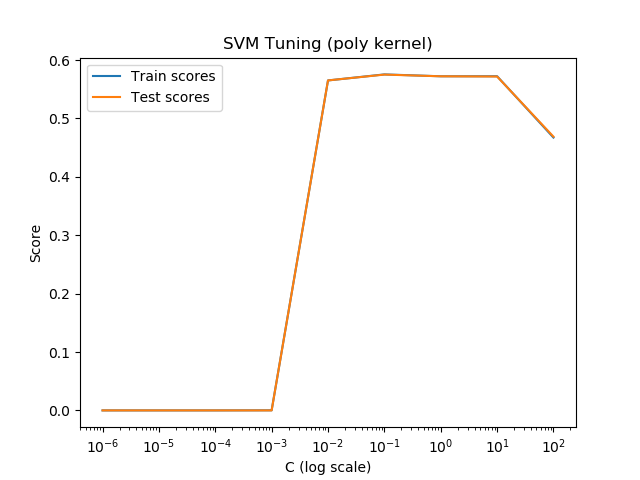 SVM Tuning (poly kernel)
Train scores
Test scores
Score
0.6
0.5
0.4
0.3
0.2
0.1
0.0
10⁻⁶ 10⁻⁵ 10⁻⁴ 10⁻³ 10⁻² 10⁻¹ 10⁰ 10¹ 10²
C (log scale)